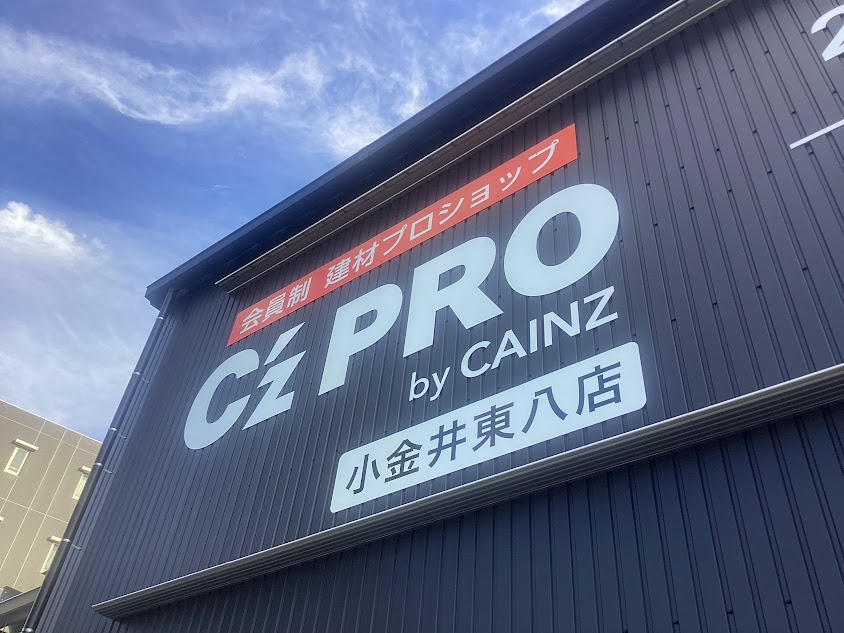 会員制 建材プロショップ
C'z PRO
by CAINZ
小金井東八店
2